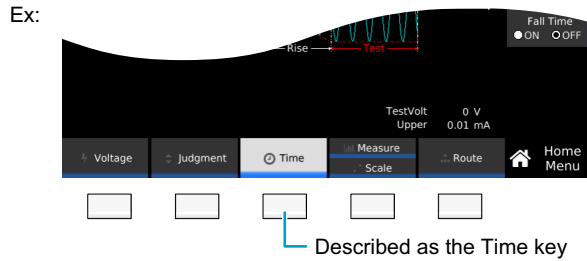 Ex:
Fall Time
ON OFF
Rise
Test
TestVolt 0 V
Upper 0.01 mA
Voltage
Judgment
Time
Measure
Scale
Route
Home
Menu
Described as the Time key